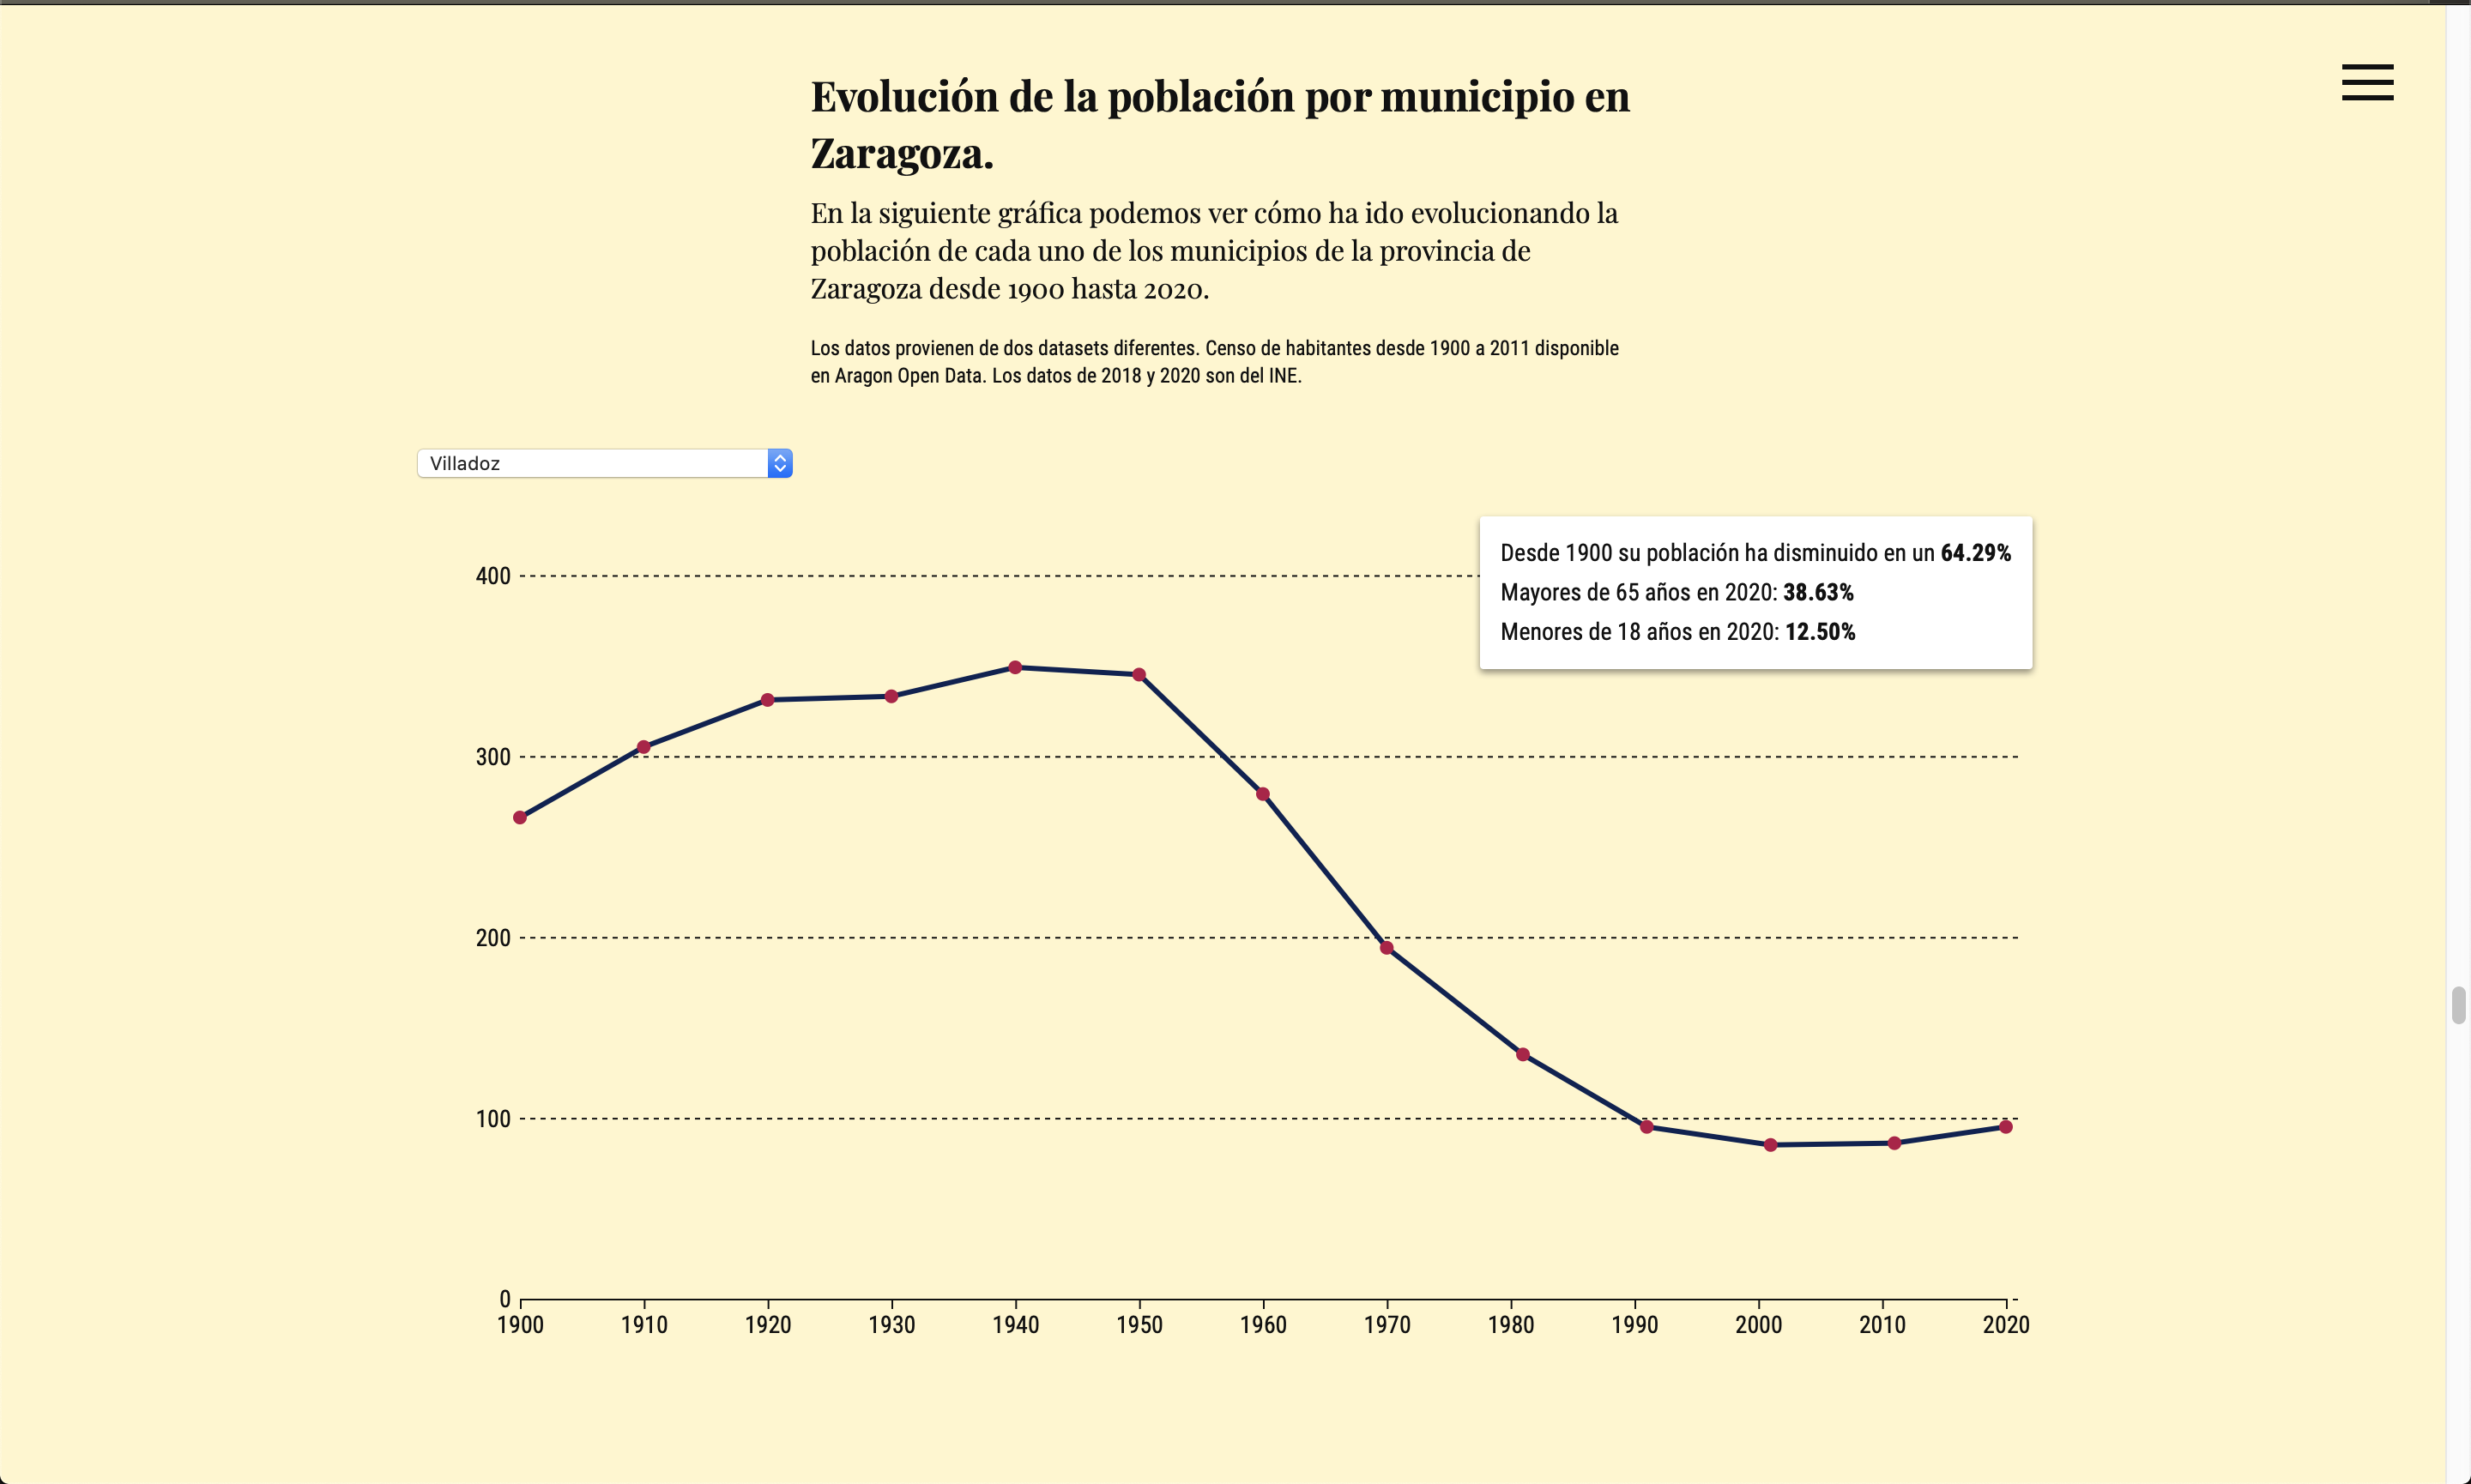 Evolución de la población por municipio en
Zaragoza.
En la siguiente gráfica podemos ver cómo ha ido evolucionando la
población de cada uno de los municipios de la provincia de
Zaragoza desde 1900 hasta 2020.
Los datos provienen de dos datasets diferentes. Censo de habitantes desde 1900 a 2011 disponible
en Aragon Open Data. Los datos de 2018 y 2020 son del INE.
Villadoz
Desde 1900 su población ha disminuido en un 64.29%
Mayores de 65 años en 2020: 38.63%
Menores de 18 años en 2020: 12.50%
400
300
200
100
0
1900 1910 1920 1930 1940 1950 1960 1970 1980 1990 2000 2010 2020